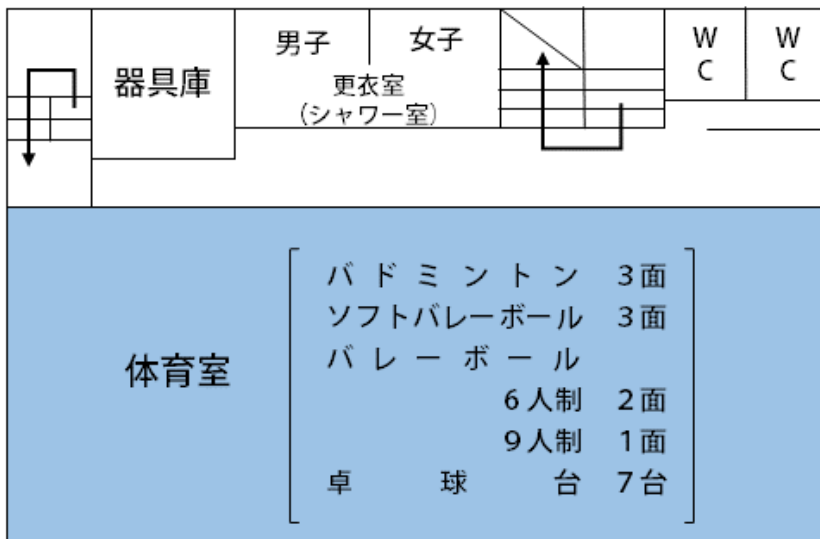 器具庫
男子
女子
更衣室
(シャワー室)
WC
WC
体育室
バドミントン 3面
ソフトバレーボール 3面
バレーボール
6人制 2面
9人制 1面
卓球台 7台